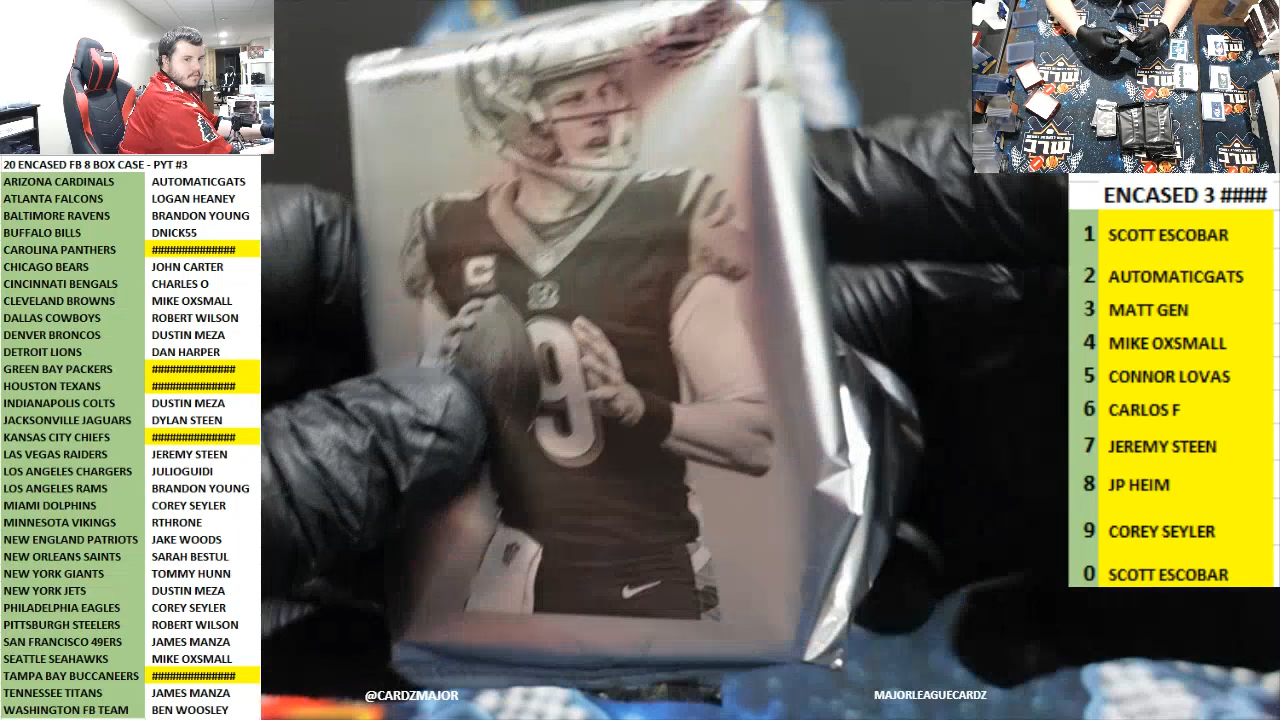 20 ENCASED FB 8 BOX CASE - PYT #3
ARIZONA CARDINALS AUTOMATICGATS
ATLANTA FALCONS LOGAN HEANEY
BALTIMORE RAVENS BRANDON YOUNG
BUFFALO BILLS DNICK55
CAROLINA PANTHERS ##############
CHICAGO BEARS JOHN CARTER
CINCINNATI BENGALS CHARLES O
CLEVELAND BROWNS MIKE OXSMALL
DALLAS COWBOYS ROBERT WILSON
DENVER BRONCOS DUSTIN MEZA
DETROIT LIONS DAN HARPER
GREEN BAY PACKERS ##############
HOUSTON TEXANS ##############
INDIANAPOLIS COLTS DUSTIN MEZA
JACKSONVILLE JAGUARS DYLAN STEEN
KANSAS CITY CHIEFS ##############
LAS VEGAS RAIDERS JEREMY STEEN
LOS ANGELES CHARGERS JULIOGUIDI
LOS ANGELES RAMS BRANDON YOUNG
MIAMI DOLPHINS COREY SEYLER
MINNESOTA VIKINGS RTHRONE
NEW ENGLAND PATRIOTS JAKE WOODS
NEW ORLEANS SAINTS SARAH BESTUL
NEW YORK GIANTS TOMMY HUNN
NEW YORK JETS DUSTIN MEZA
PHILADELPHIA EAGLES COREY SEYLER
PITTSBURGH STEELERS ROBERT WILSON
SAN FRANCISCO 49ERS JAMES MANZA
SEATTLE SEAHAWKS MIKE OXSMALL
TAMPA BAY BUCCANEERS ##############
TENNESSEE TITANS JAMES MANZA
WASHINGTON FB TEAM BEN WOOSLEY
C
9
@CARDZMAJOR
MAJORLEAGUECARDZ
ENCASED 3 ####
1 SCOTT ESCOBAR
2 AUTOMATICGATS
3 MATT GEN
4 MIKE OXSMALL
5 CONNOR LOVAS
6 CARLOS F
7 JEREMY STEEN
8 JP HEIM
9 COREY SEYLER
0 SCOTT ESCOBAR